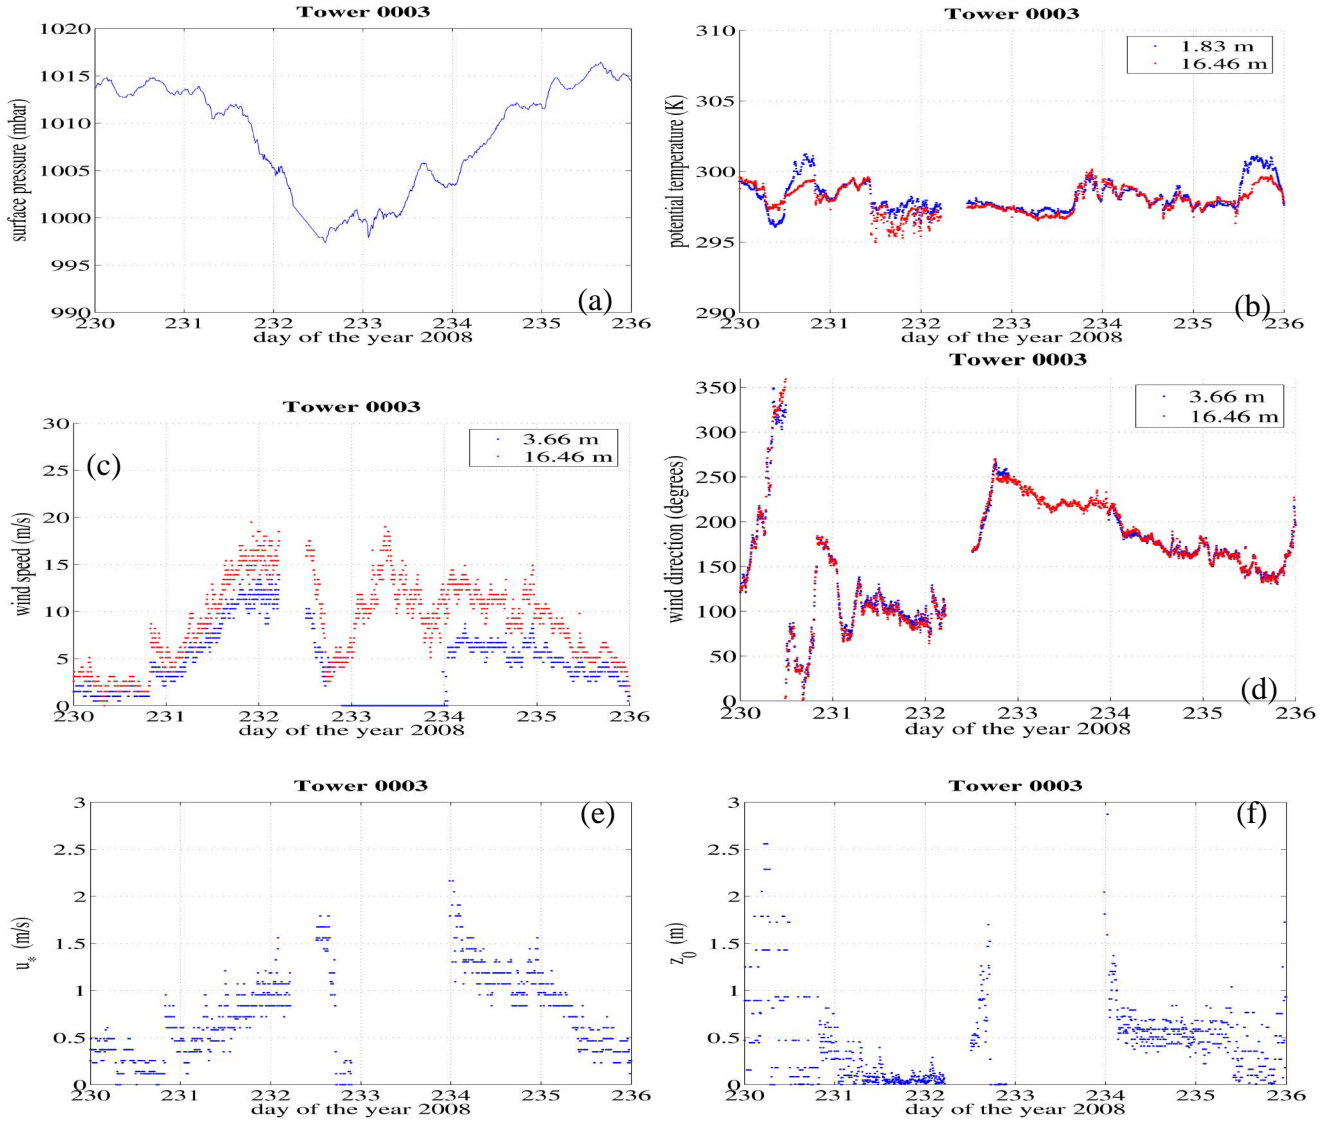 Tower 0003
surface pressure (mbar)
1020
1015
1010
1005
1000
995
990
230 231 232 233 234 235 236
day of the year 2008
(a)
Tower 0003
potential temperature (K)
310
305
300
295
290
1.83 m
16.46 m
230 231 232 233 234 235 236
day of the year 2008
(b)
Tower 0003
wind speed (m/s)
30
25
20
15
10
5
0
3.66 m
16.46 m
230 231 232 233 234 235 236
day of the year 2008
(c)
Tower 0003
wind direction (degrees)
350
300
250
200
150
100
50
0
3.66 m
16.46 m
230 231 232 233 234 235 236
day of the year 2008
(d)
Tower 0003
u* (m/s)
3
2.5
2
1.5
1
0.5
0
230 231 232 233 234 235 236
day of the year 2008
(e)
Tower 0003
z0 (m)
3
2.5
2
1.5
1
0.5
0
230 231 232 233 234 235 236
day of the year 2008
(f)